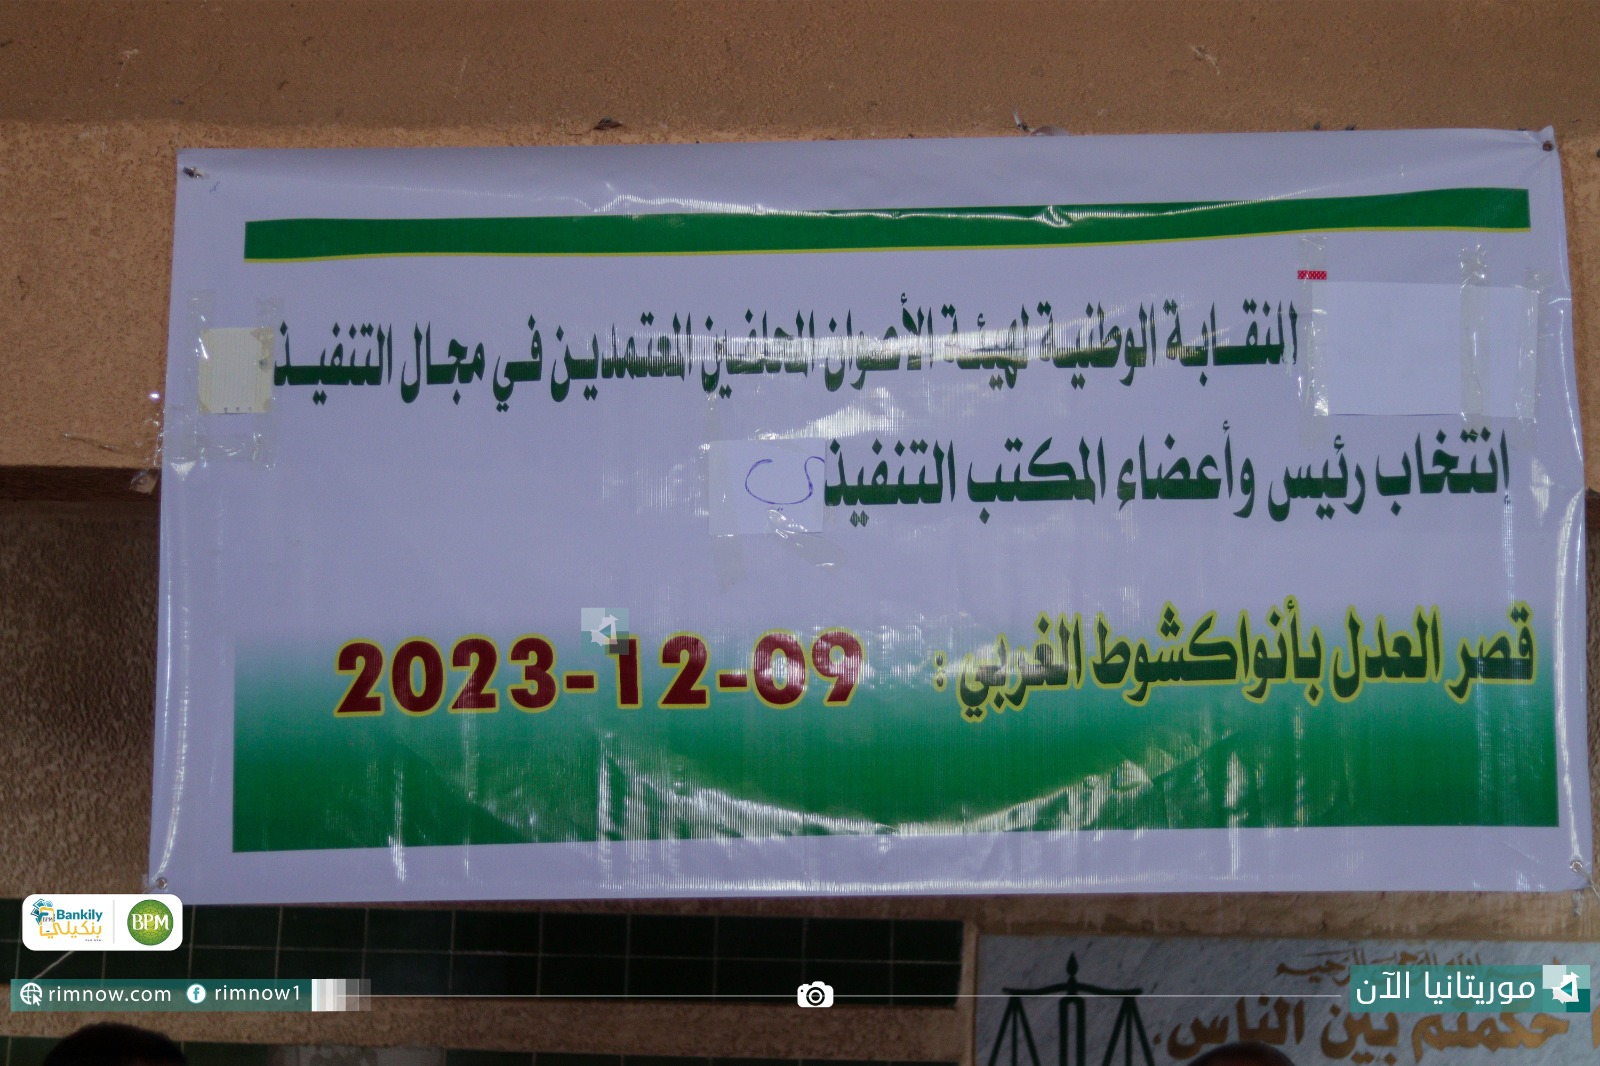 النقابة الوطنية لهيئة الأعوان المحلفين المعتمدين في مجال التنفيذ
إنتخاب رئيس وأعضاء المكتب التنفيذي
قصر العدل بأنواكشوط الغربي : 09-12-2023
Bankily
بنكيلي
BPM
rimnow.com
rimnow1
موريتانيا الآن
حكمتم بين الناس